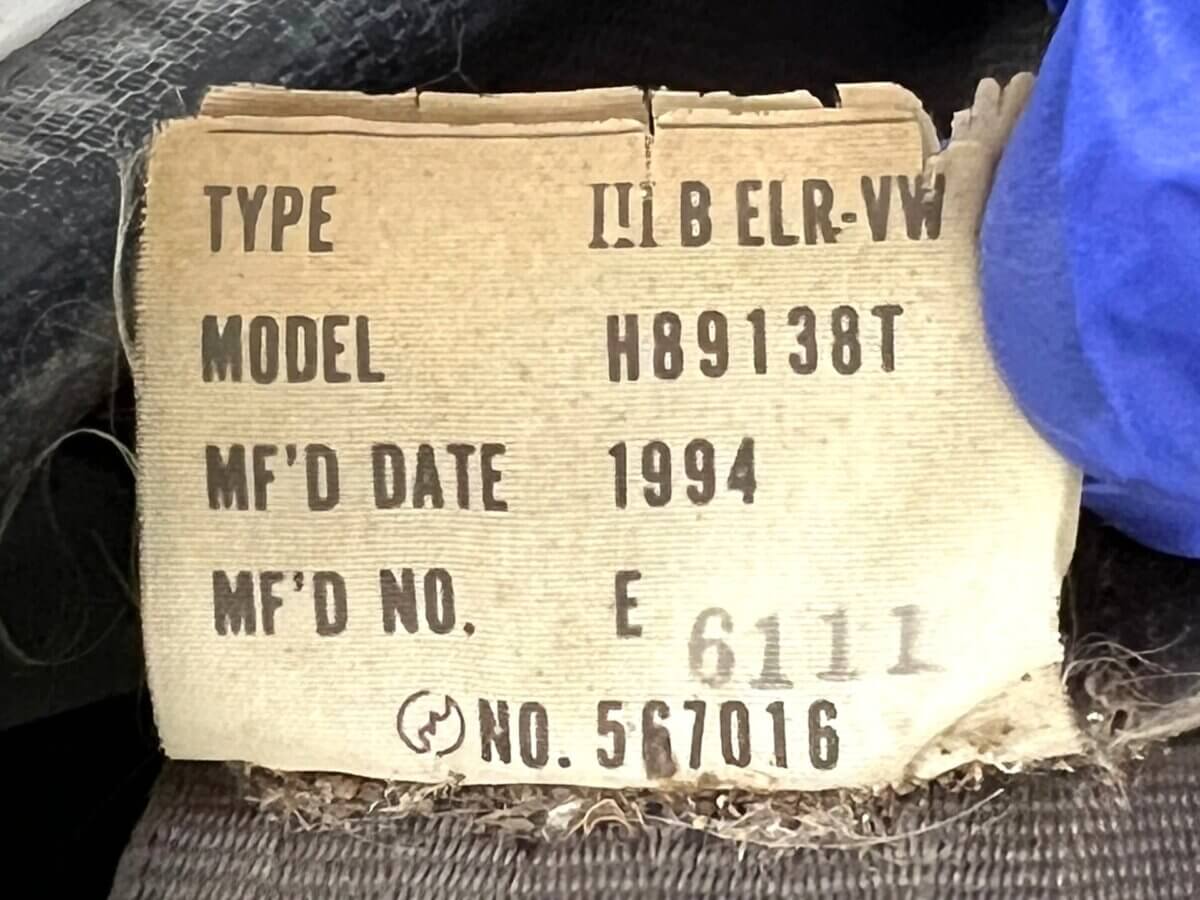 TYPE III B ELR-VW
MODEL H89138T
MF'D DATE 1994
MF'D NO. E 6111
NO. 567016